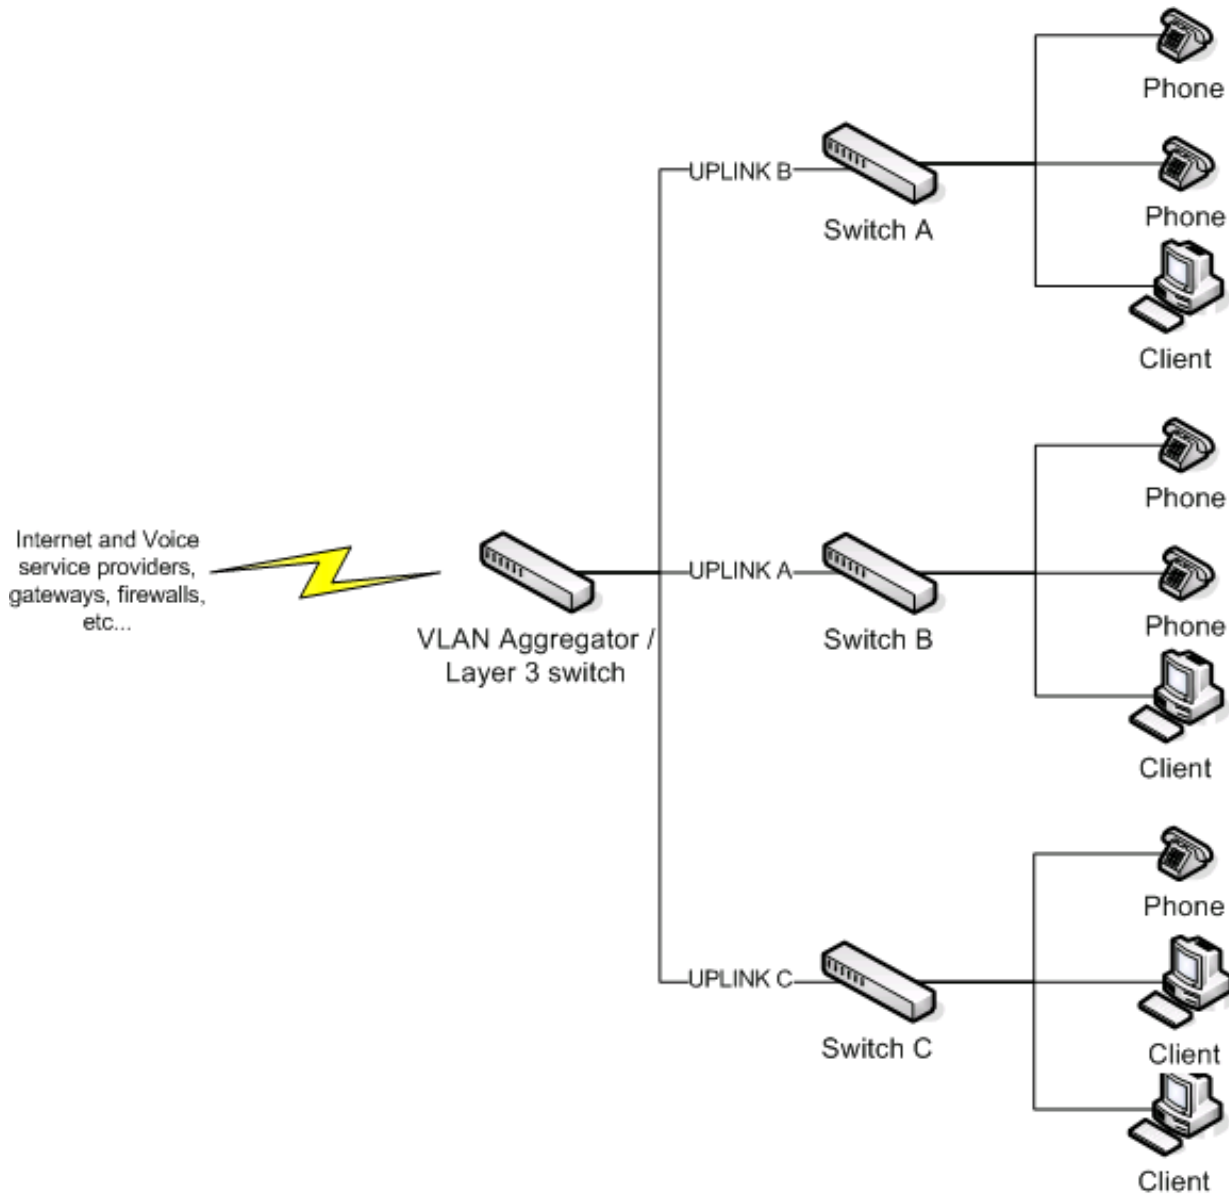 Phone
UPLINK B
Phone
Switch A
Client
Phone
Internet and Voice
service providers,
gateways, firewalls,
etc...
UPLINK A
VLAN Aggregator /
Layer 3 switch
Switch B
Phone
Client
Phone
UPLINK C
Switch C
Client
Client